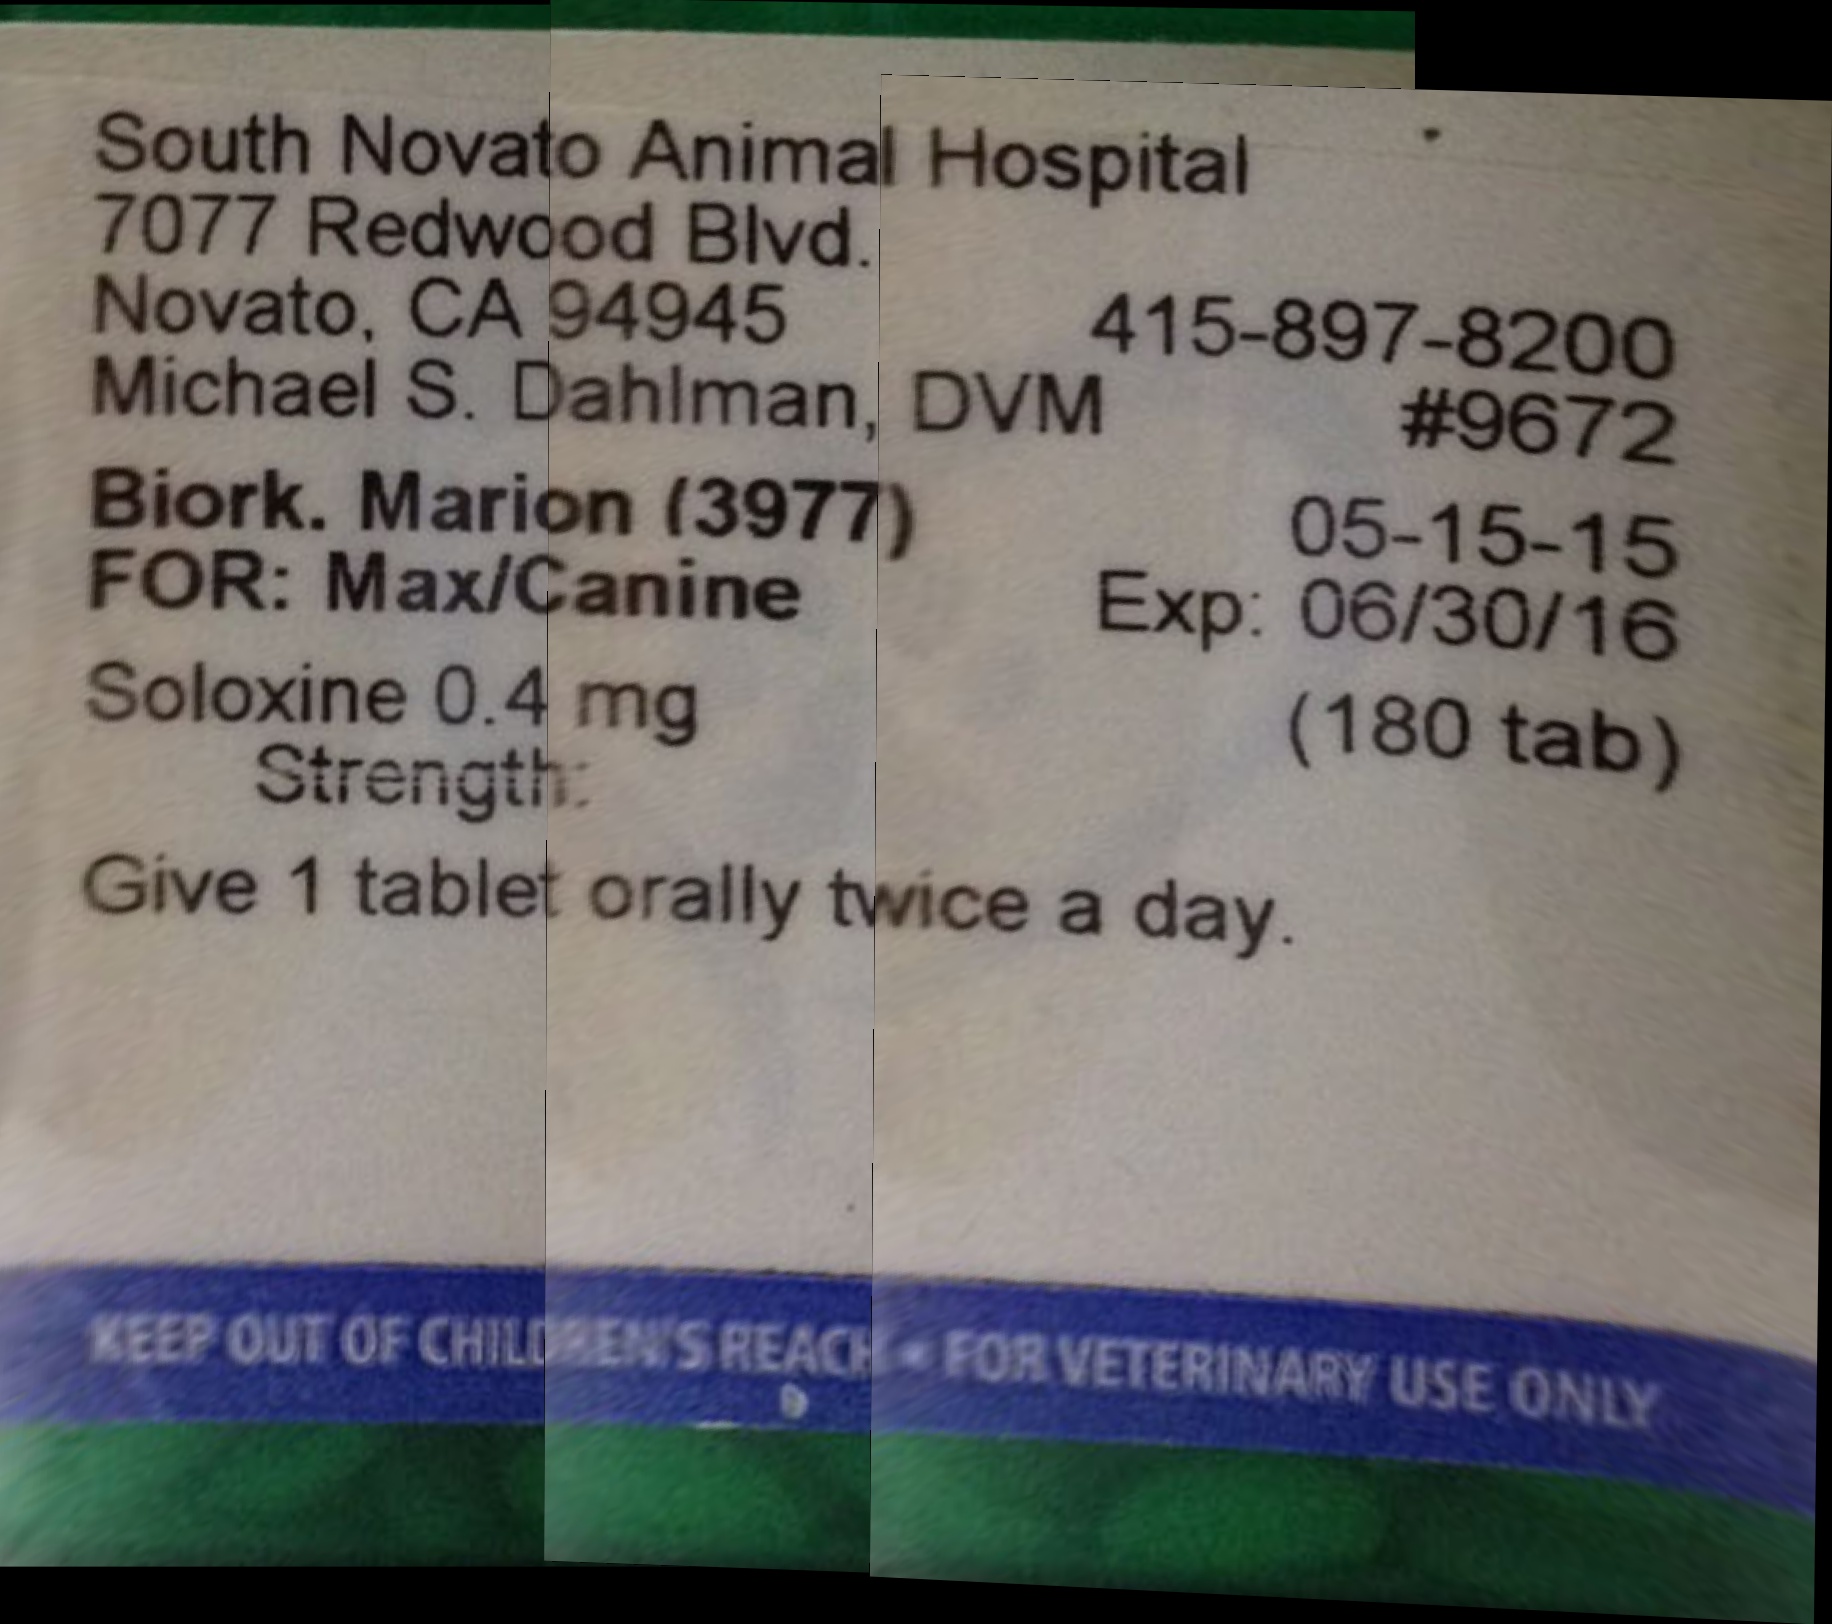 South Novato Animal Hospital
7077 Redwood Blvd.
Novato, CA 94945 415-897-8200
Michael S. Dahlman, DVM #9672
Biork. Marion (3977) 05-15-15
FOR: Max/Canine Exp: 06/30/16
Soloxine 0.4 mg (180 tab)
Strength:
Give 1 tablet orally twice a day.
KEEP OUT OF CHILDREN'S REACH • FOR VETERINARY USE ONLY